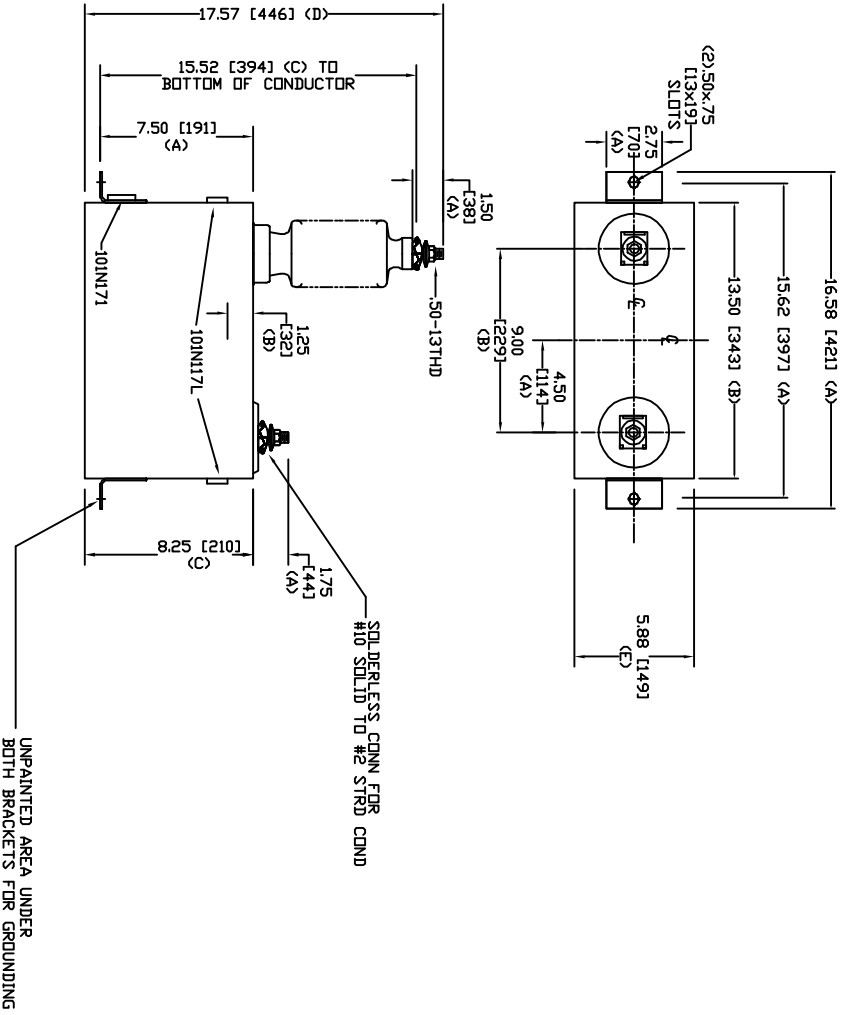 17.57 [446] (D)
15.52 [394] (C) TO
BOTTOM OF CONDUCTOR
7.50 [191]
(A)
1.50
[38]
(A)
.50-13THD
101N171
101N117L
1.25
[32]
(B)
8.25 [210]
(C)
1.75
[44]
(A)
SOLDERLESS CONN FOR
#10 SOLID TO #2 STRD COND
UNPAINTED AREA UNDER
BOTH BRACKETS FOR GROUNDING
(2).50x.75
[13x19]
SLOTS
2.75
[70]
(A)
16.58 [421] (A)
15.62 [397] (A)
13.50 [343] (B)
CL
CL
9.00
[229]
(B)
4.50
[114]
(A)
5.88 [149]
(E)